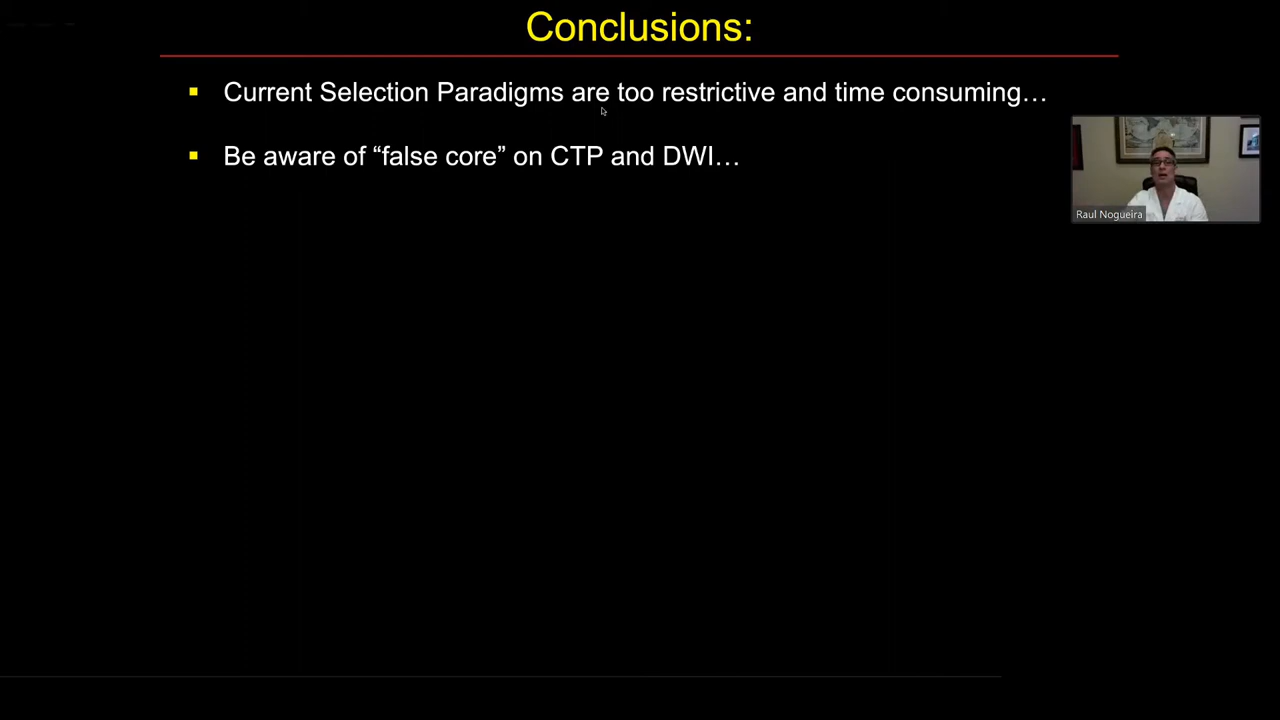 Conclusions:
▪ Current Selection Paradigms are too restrictive and time consuming…
▪ Be aware of “false core” on CTP and DWI…
Raul Nogueira